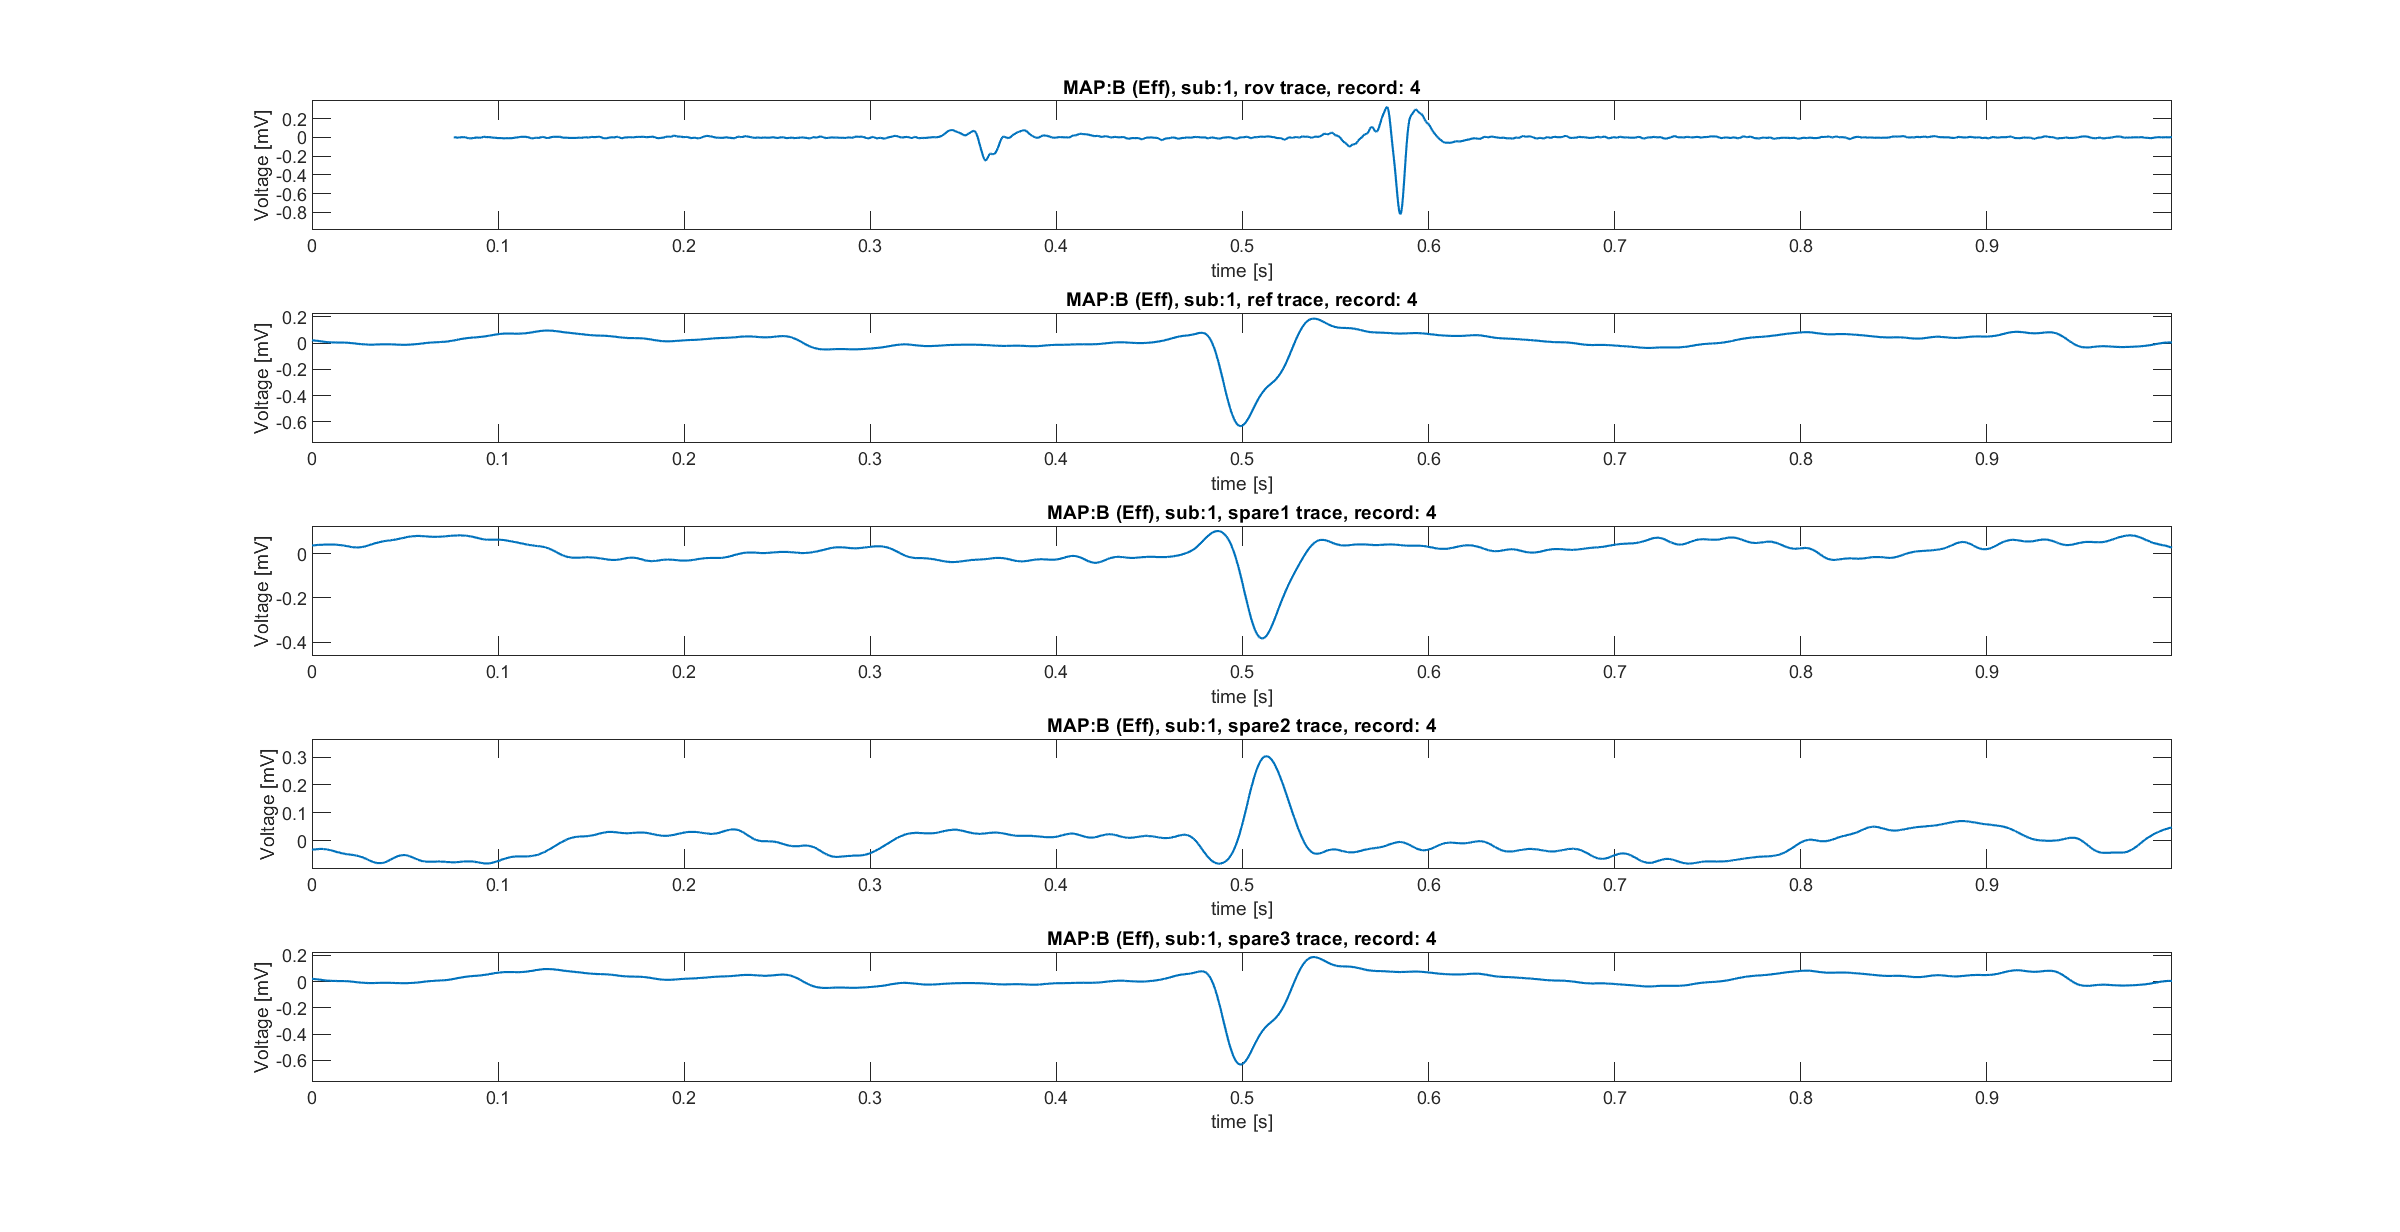 MAP:B (Eff), sub:1, rov trace, record: 4
Voltage [mV]
0.2
0
-0.2
-0.4
-0.6
-0.8
0 0.1 0.2 0.3 0.4 0.5 0.6 0.7 0.8 0.9
time [s]
MAP:B (Eff), sub:1, ref trace, record: 4
Voltage [mV]
0.2
0
-0.2
-0.4
-0.6
0 0.1 0.2 0.3 0.4 0.5 0.6 0.7 0.8 0.9
time [s]
MAP:B (Eff), sub:1, spare1 trace, record: 4
Voltage [mV]
0
-0.2
-0.4
0 0.1 0.2 0.3 0.4 0.5 0.6 0.7 0.8 0.9
time [s]
MAP:B (Eff), sub:1, spare2 trace, record: 4
Voltage [mV]
0.3
0.2
0.1
0
0 0.1 0.2 0.3 0.4 0.5 0.6 0.7 0.8 0.9
time [s]
MAP:B (Eff), sub:1, spare3 trace, record: 4
Voltage [mV]
0.2
0
-0.2
-0.4
-0.6
0 0.1 0.2 0.3 0.4 0.5 0.6 0.7 0.8 0.9
time [s]